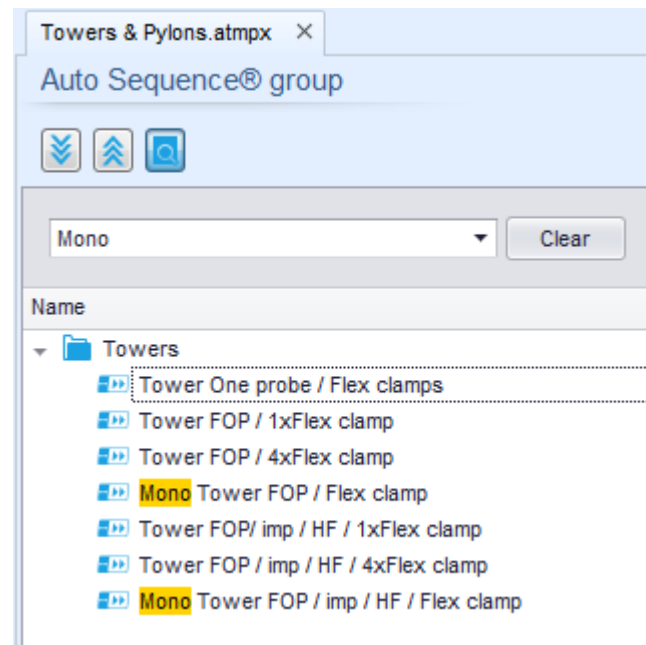 Towers & Pylons.atmpx
Auto Sequence® group
Mono
Clear
Name
Towers
Tower One probe / Flex clamps
Tower FOP / 1xFlex clamp
Tower FOP / 4xFlex clamp
Mono Tower FOP / Flex clamp
Tower FOP/ imp / HF / 1xFlex clamp
Tower FOP / imp / HF / 4xFlex clamp
Mono Tower FOP / imp / HF / Flex clamp